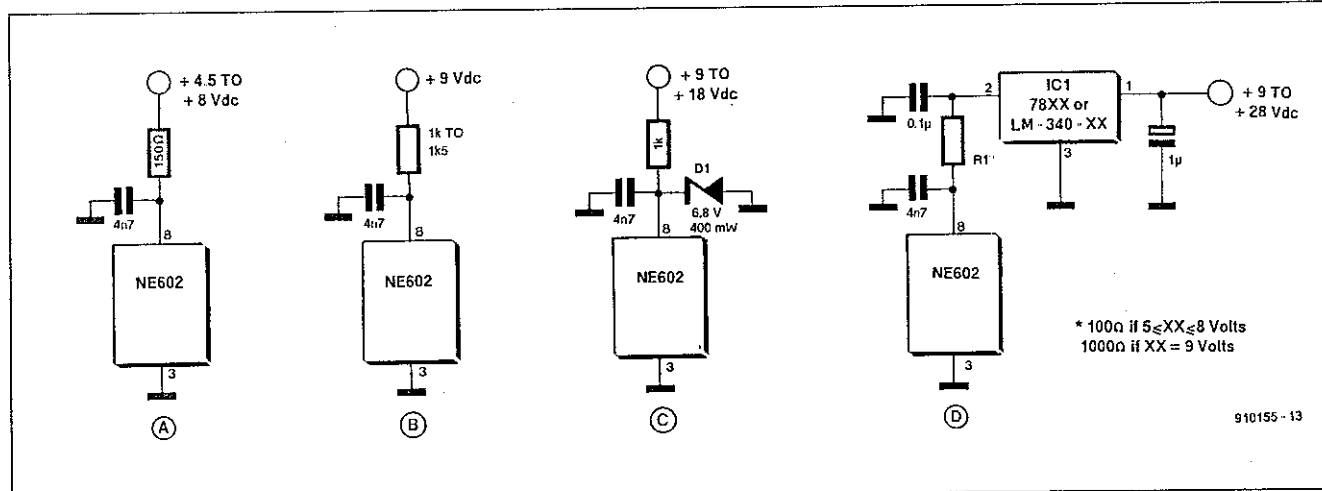 + 4.5 TO
+ 8 Vdc
150Ω
4n7
8
NE602
3
A
+ 9 Vdc
1k TO
1k5
4n7
8
NE602
3
B
+ 9 TO
+ 18 Vdc
1k
D1
4n7
6,8 V
400 mW
8
NE602
3
C
2
IC1
78XX or
LM - 340 - XX
1
+ 9 TO
+ 28 Vdc
0.1µ
3
1µ
R1*
4n7
8
NE602
3
D
* 100Ω if 5⩽XX⩽8 Volts
1000Ω if XX = 9 Volts
910155 - 13